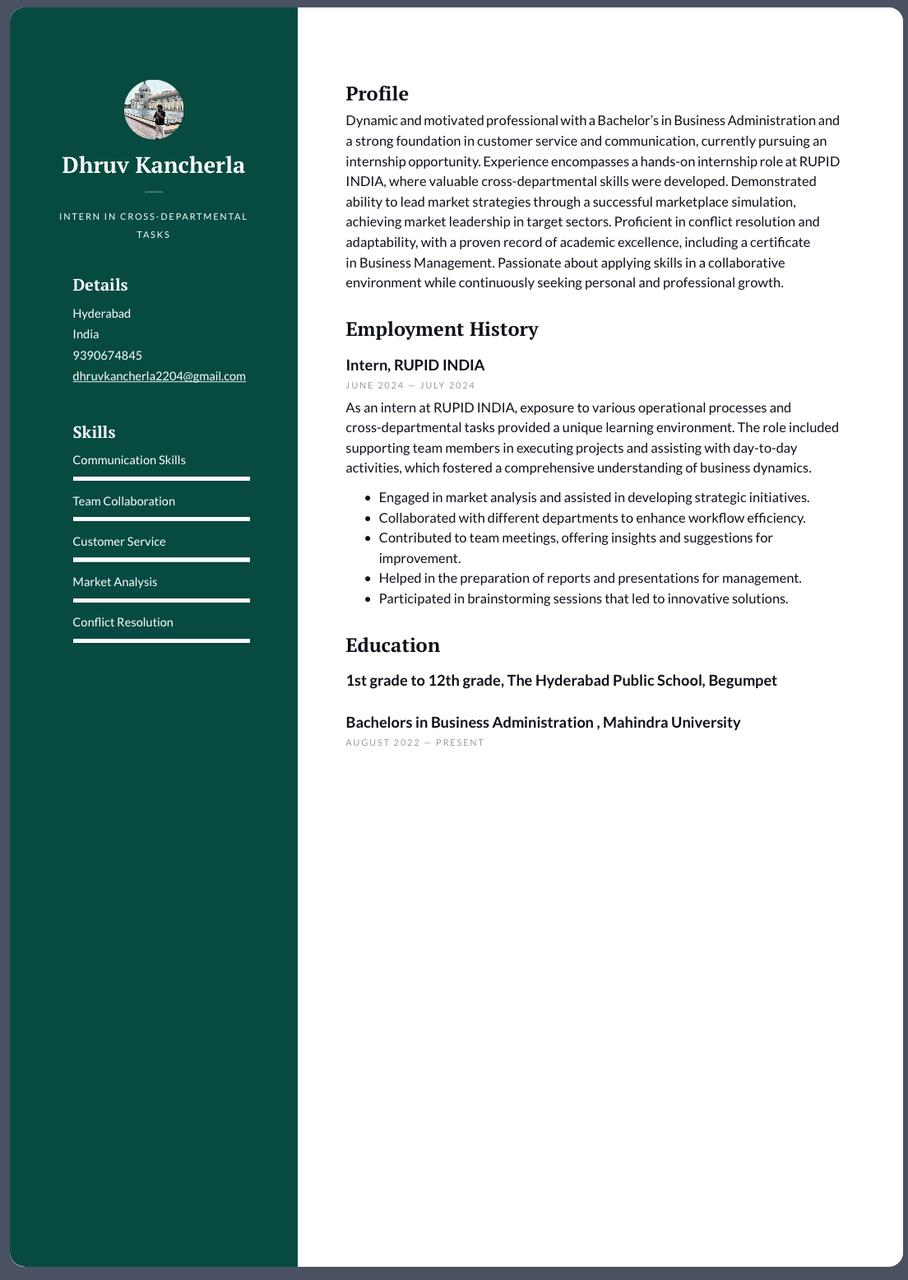 Dhruv Kancherla
INTERN IN CROSS-DEPARTMENTAL
TASKS
Details
Hyderabad
India
9390674845
dhruvkancherla2204@gmail.com
Skills
Communication Skills
Team Collaboration
Customer Service
Market Analysis
Conflict Resolution
Profile
Dynamic and motivated professional with a Bachelor's in Business Administration and
a strong foundation in customer service and communication, currently pursuing an
internship opportunity. Experience encompasses a hands-on internship role at RUPID
INDIA, where valuable cross-departmental skills were developed. Demonstrated
ability to lead market strategies through a successful marketplace simulation,
achieving market leadership in target sectors. Proficient in conflict resolution and
adaptability, with a proven record of academic excellence, including a certificate
in Business Management. Passionate about applying skills in a collaborative
environment while continuously seeking personal and professional growth.
Employment History
Intern, RUPID INDIA
JUNE 2024 — JULY 2024
As an intern at RUPID INDIA, exposure to various operational processes and
cross-departmental tasks provided a unique learning environment. The role included
supporting team members in executing projects and assisting with day-to-day
activities, which fostered a comprehensive understanding of business dynamics.
• Engaged in market analysis and assisted in developing strategic initiatives.
• Collaborated with different departments to enhance workflow efficiency.
• Contributed to team meetings, offering insights and suggestions for
improvement.
• Helped in the preparation of reports and presentations for management.
• Participated in brainstorming sessions that led to innovative solutions.
Education
1st grade to 12th grade, The Hyderabad Public School, Begumpet
Bachelors in Business Administration , Mahindra University
AUGUST 2022 — PRESENT